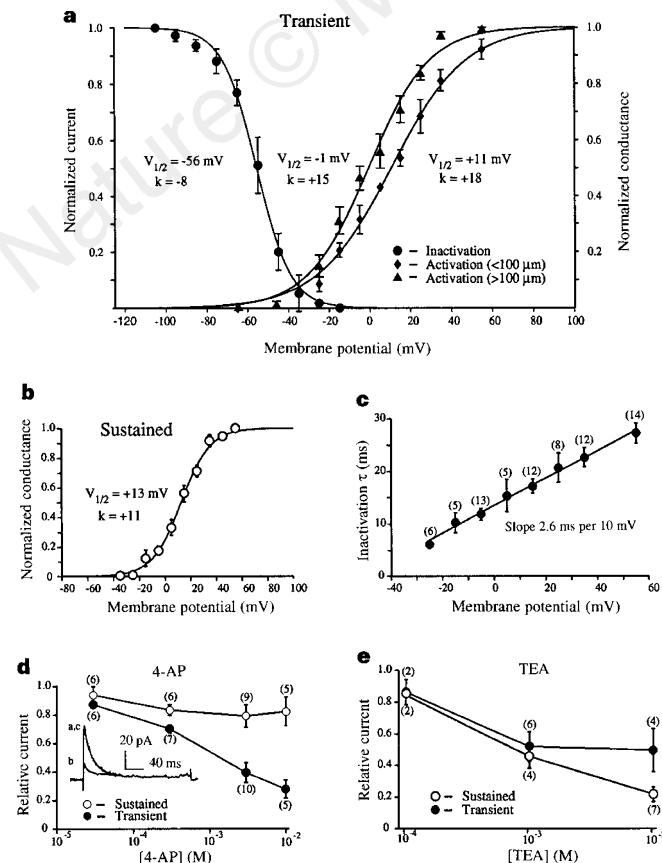 Nature © M
a
Transient
Normalized current
Normalized conductance
1.0
0.8
0.6
0.4
0.2
1.0
0.8
0.6
0.4
0.2
V1/2 = -56 mV
k = -8
V1/2 = -1 mV
k = +15
V1/2 = +11 mV
k = +18
● – Inactivation
♦ – Activation (<100 μm)
▲ – Activation (>100 μm)
-120 -100 -80 -60 -40 -20 0 20 40 60 80 100
Membrane potential (mV)
b
Sustained
Normalized conductance
1.0
0.8
0.6
0.4
0.2
0
V1/2 = +13 mV
k = +11
-80 -60 -40 -20 0 20 40 60 80 100
Membrane potential (mV)
c
Inactivation τ (ms)
30
20
10
0
(6) (5) (13) (5) (12) (8) (12) (14)
Slope 2.6 ms per 10 mV
-40 -20 0 20 40 60
Membrane potential (mV)
d
4-AP
Relative current
1.0
0.8
0.6
0.4
0.2
0
(6) (6) (9) (5)
(6) (7) (10) (5)
a,c
b
20 pA
40 ms
○ – Sustained
● – Transient
10-5 10-4 10-3 10-2
[4-AP] (M)
e
TEA
Relative current
1.0
0.8
0.6
0.4
0.2
0
(2) (6) (4)
(2) (4) (7)
○ – Sustained
● – Transient
10-4 10-3
[TEA] (M)